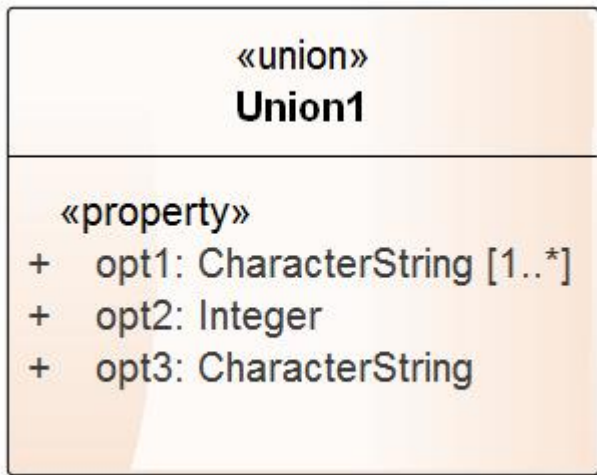 «union»
Union1
«property»
+ opt1: CharacterString [1..*]
+ opt2: Integer
+ opt3: CharacterString